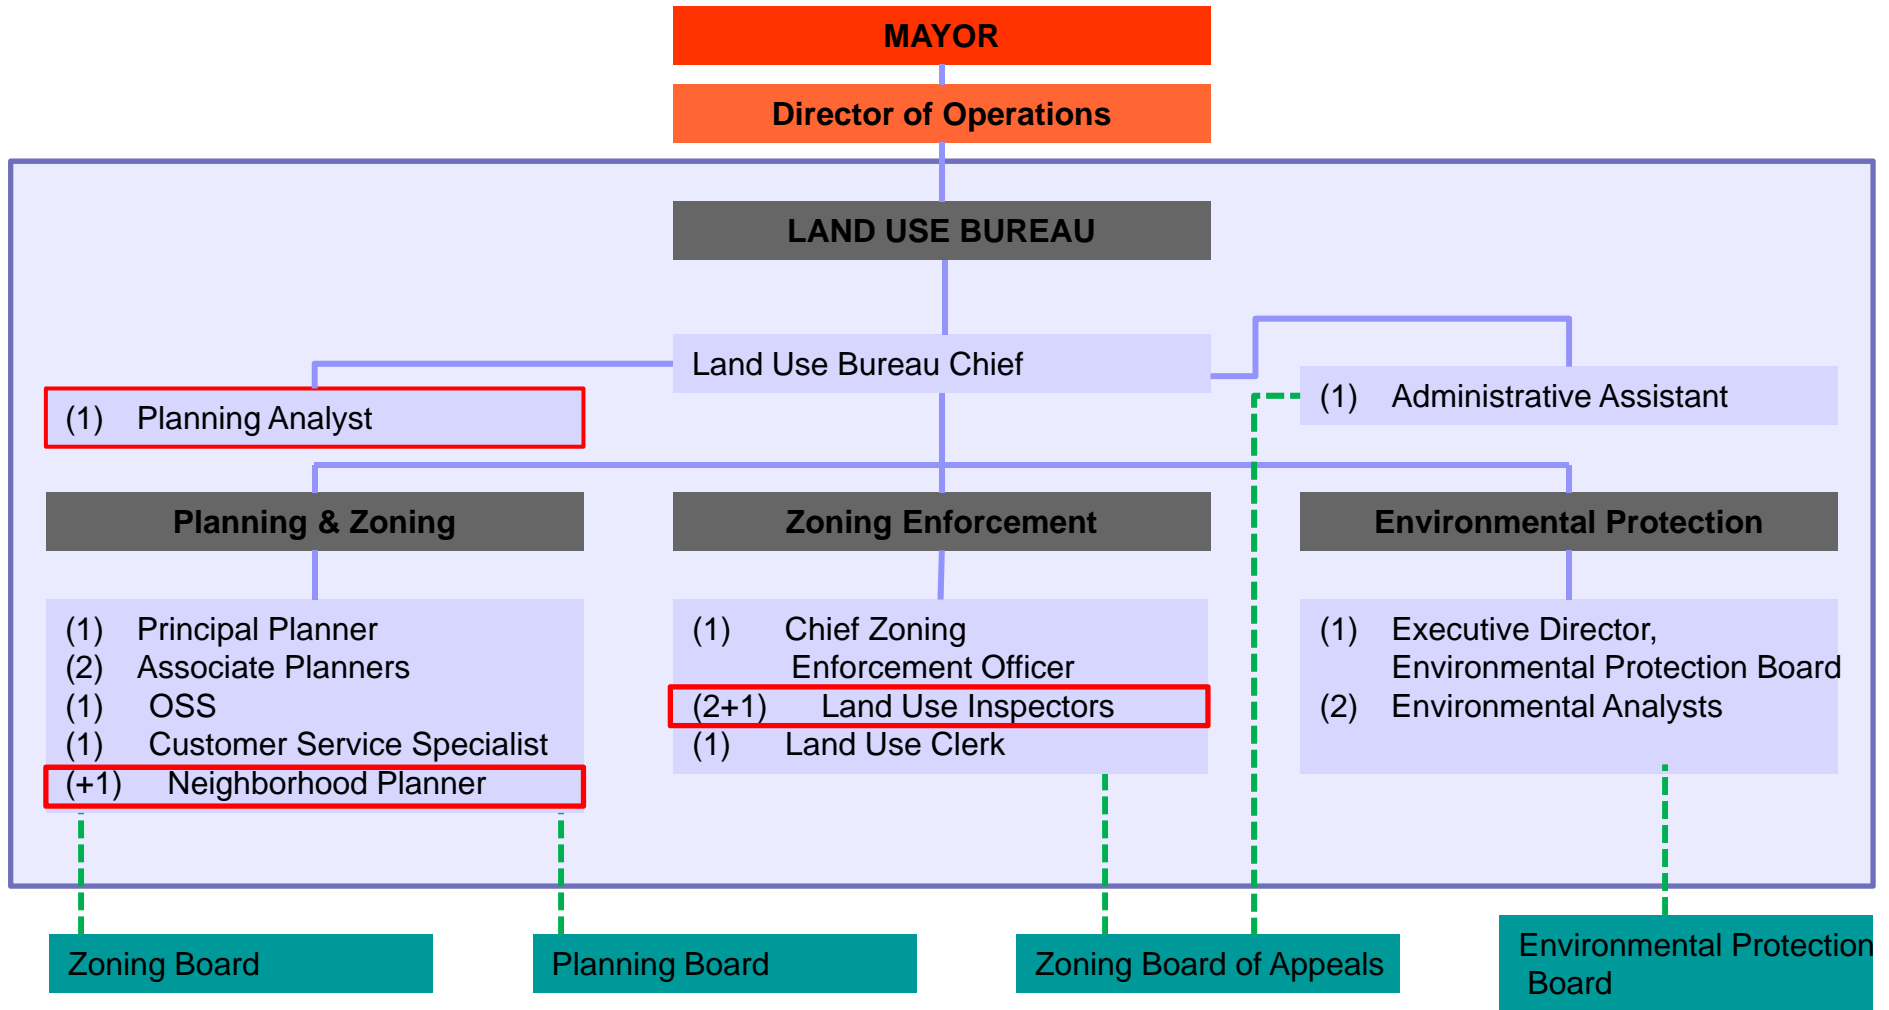 MAYOR
Director of Operations
LAND USE BUREAU
Land Use Bureau Chief
(1) Planning Analyst
(1) Administrative Assistant
Planning & Zoning
Zoning Enforcement
Environmental Protection
(1) Principal Planner
(2) Associate Planners
(1) OSS
(1) Customer Service Specialist
(+1) Neighborhood Planner
(1) Chief Zoning
Enforcement Officer
(2+1) Land Use Inspectors
(1) Land Use Clerk
(1) Executive Director,
Environmental Protection Board
(2) Environmental Analysts
Zoning Board
Planning Board
Zoning Board of Appeals
Environmental Protection
Board